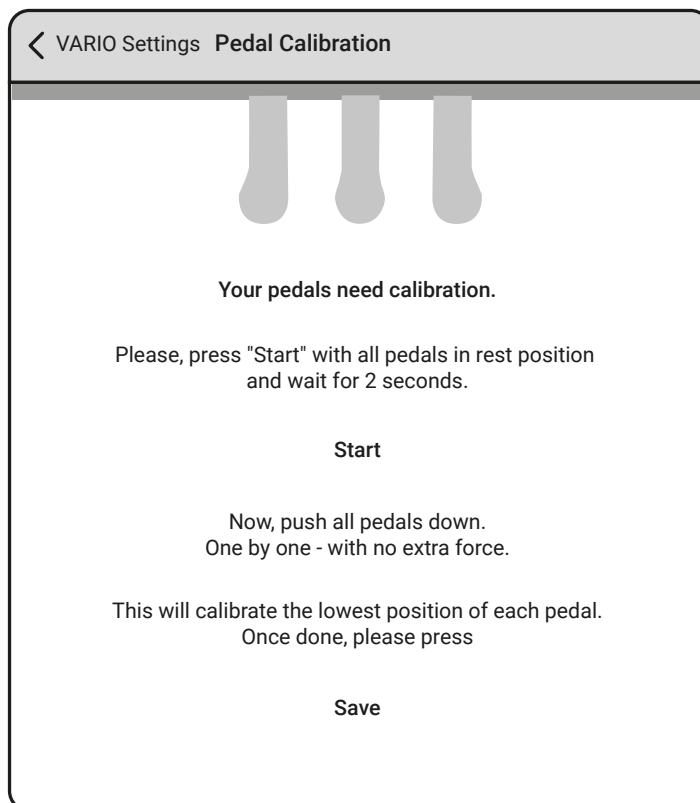 VARIO Settings Pedal Calibration
Your pedals need calibration.
Please, press "Start" with all pedals in rest position
and wait for 2 seconds.
Start
Now, push all pedals down.
One by one - with no extra force.
This will calibrate the lowest position of each pedal.
Once done, please press
Save